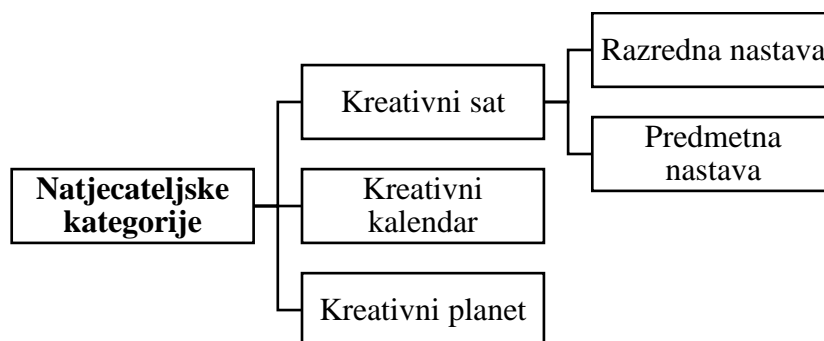 Natjecateljske
kategorije
Kreativni sat
Razredna nastava
Predmetna
nastava
Kreativni
kalendar
Kreativni planet